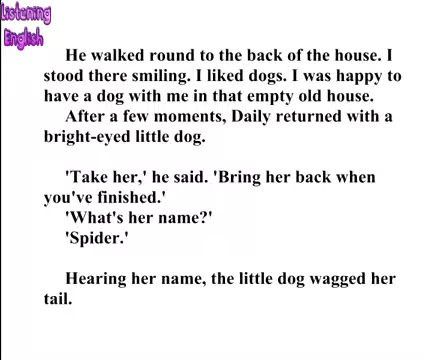 Listening
English
He walked round to the back of the house. I
stood there smiling. I liked dogs. I was happy to
have a dog with me in that empty old house.
After a few moments, Daily returned with a
bright-eyed little dog.
'Take her,' he said. 'Bring her back when
you've finished.'
'What's her name?'
'Spider.'
Hearing her name, the little dog wagged her
tail.